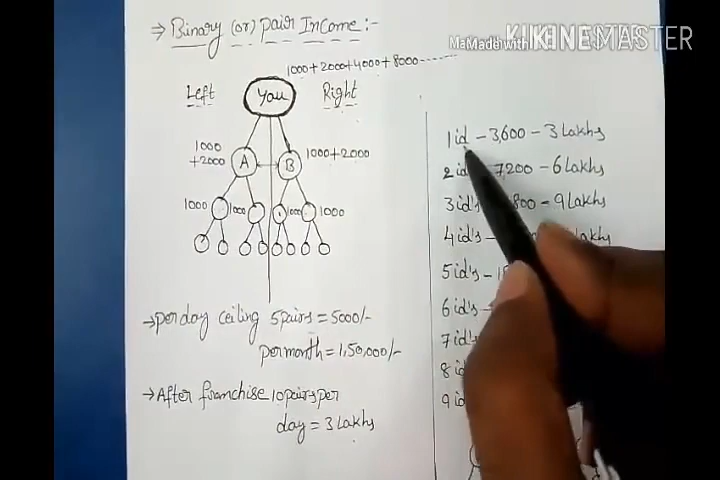 ⇒ Binary (or) Pair Income:-
Made with KINEMASTER
1000+2000+4000+8000-------
Left You Right
1000
+2000 A B 1000+2000
1000 1000 1000 1000
→ per day ceiling 5 pairs = 5000/-
per month = 1,50,000/-
→ After franchise 10 pairs per
day = 3 Lakhs
1 id - 3,600 - 3 Lakhs
2 id's 7200 - 6 Lakhs
3 id's 800 - 9 Lakhs
4 id's - Lakhs
5 id's - 1
6 id's -
7 id's
8 id
9 id